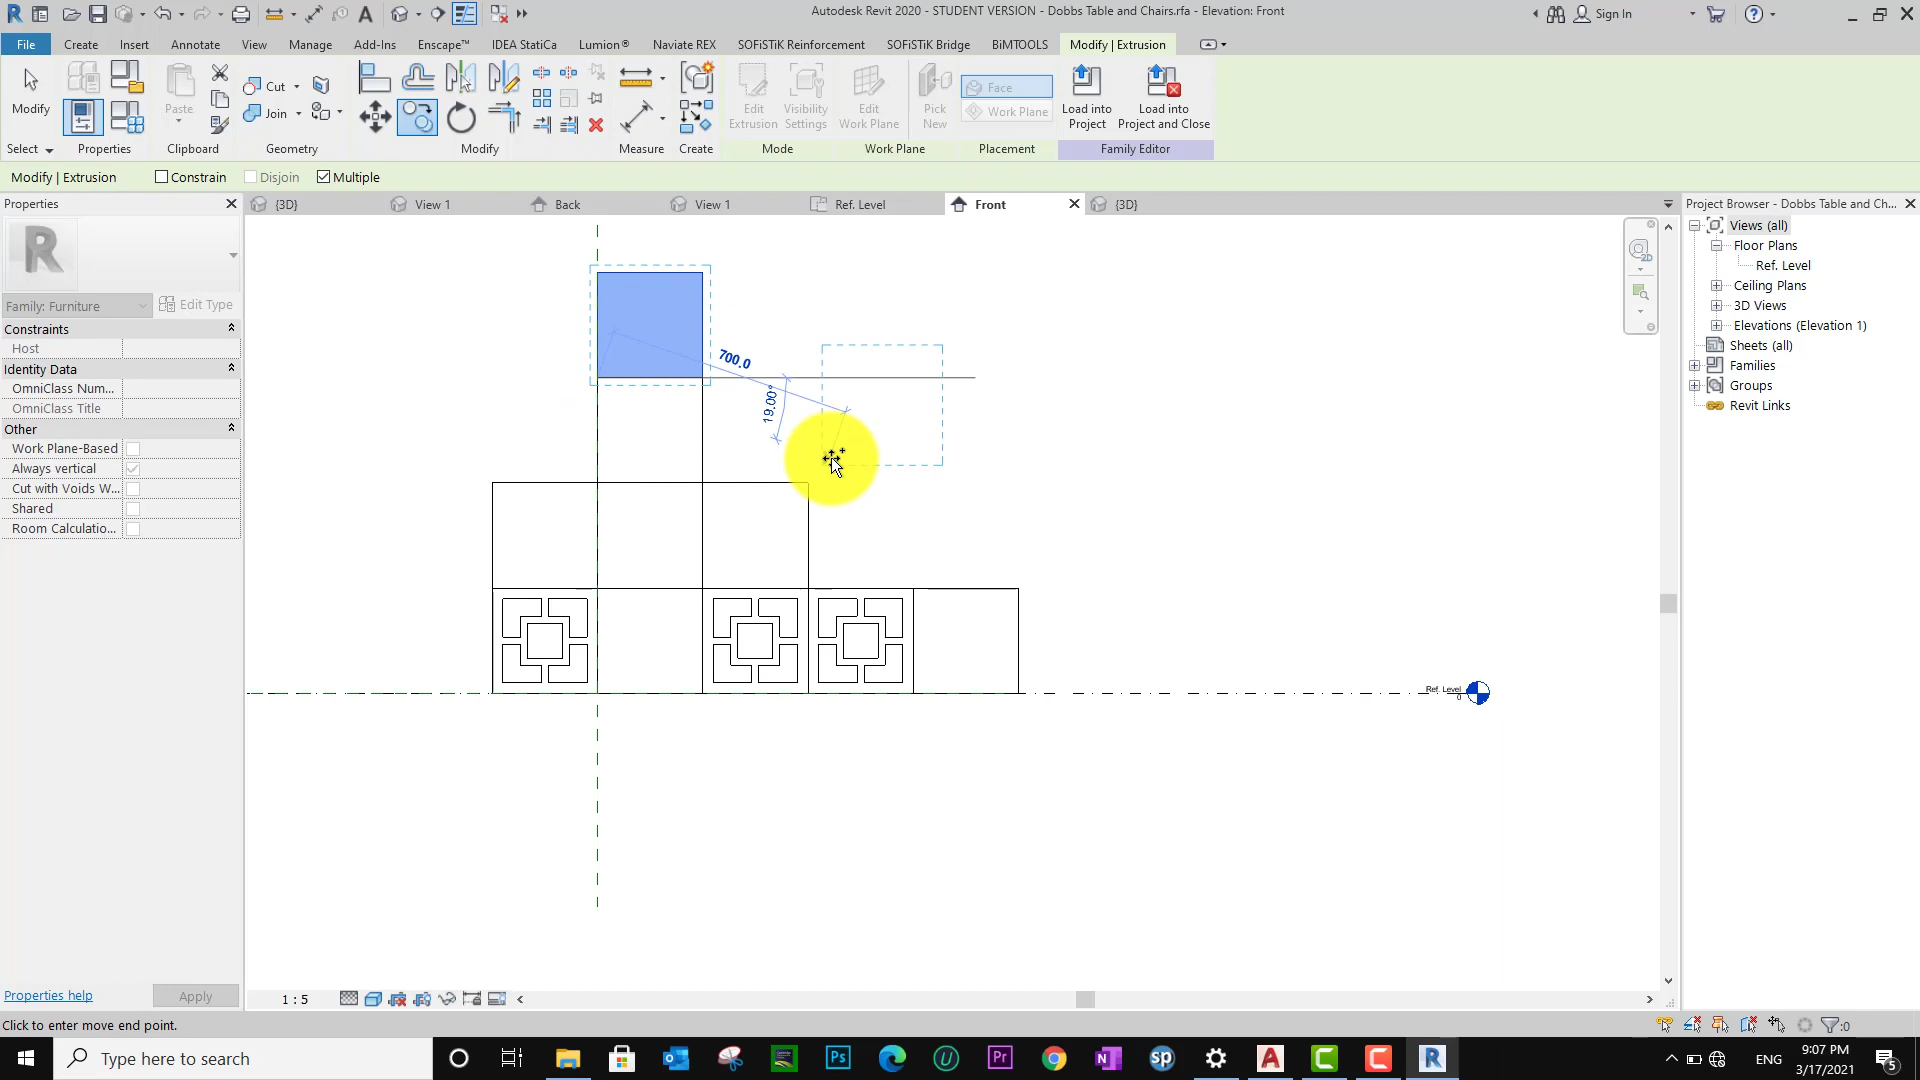 Autodesk Revit 2020 - STUDENT VERSION - Dobbs Table and Chairs.rfa - Elevation: Front
Sign In
File Create Insert Annotate View Manage Add-Ins Enscape™ IDEA StatiCa Lumion® Naviate REX SOFiSTiK Reinforcement SOFiSTiK Bridge BiMTOOLS Modify | Extrusion
Modify
Paste
Cut
Join
Edit Extrusion
Visibility Settings
Edit Work Plane
Pick New
Face
Work Plane
Load into Project
Load into Project and Close
Select Properties Clipboard Geometry Modify Measure Create Mode Work Plane Placement Family Editor
Modify | Extrusion Constrain Disjoin Multiple
Properties
{3D} View 1 Back View 1 Ref. Level Front {3D}
Project Browser - Dobbs Table and Ch...
Family: Furniture Edit Type
Constraints
Host
Identity Data
OmniClass Num...
OmniClass Title
Other
Work Plane-Based
Always vertical
Cut with Voids W...
Shared
Room Calculatio...
Properties help Apply
700.0
19.00°
Ref. Level
0
Views (all)
Floor Plans
Ref. Level
Ceiling Plans
3D Views
Elevations (Elevation 1)
Sheets (all)
Families
Groups
Revit Links
1 : 5
Click to enter move end point.
:0
Type here to search
ENG
9:07 PM
3/17/2021
5